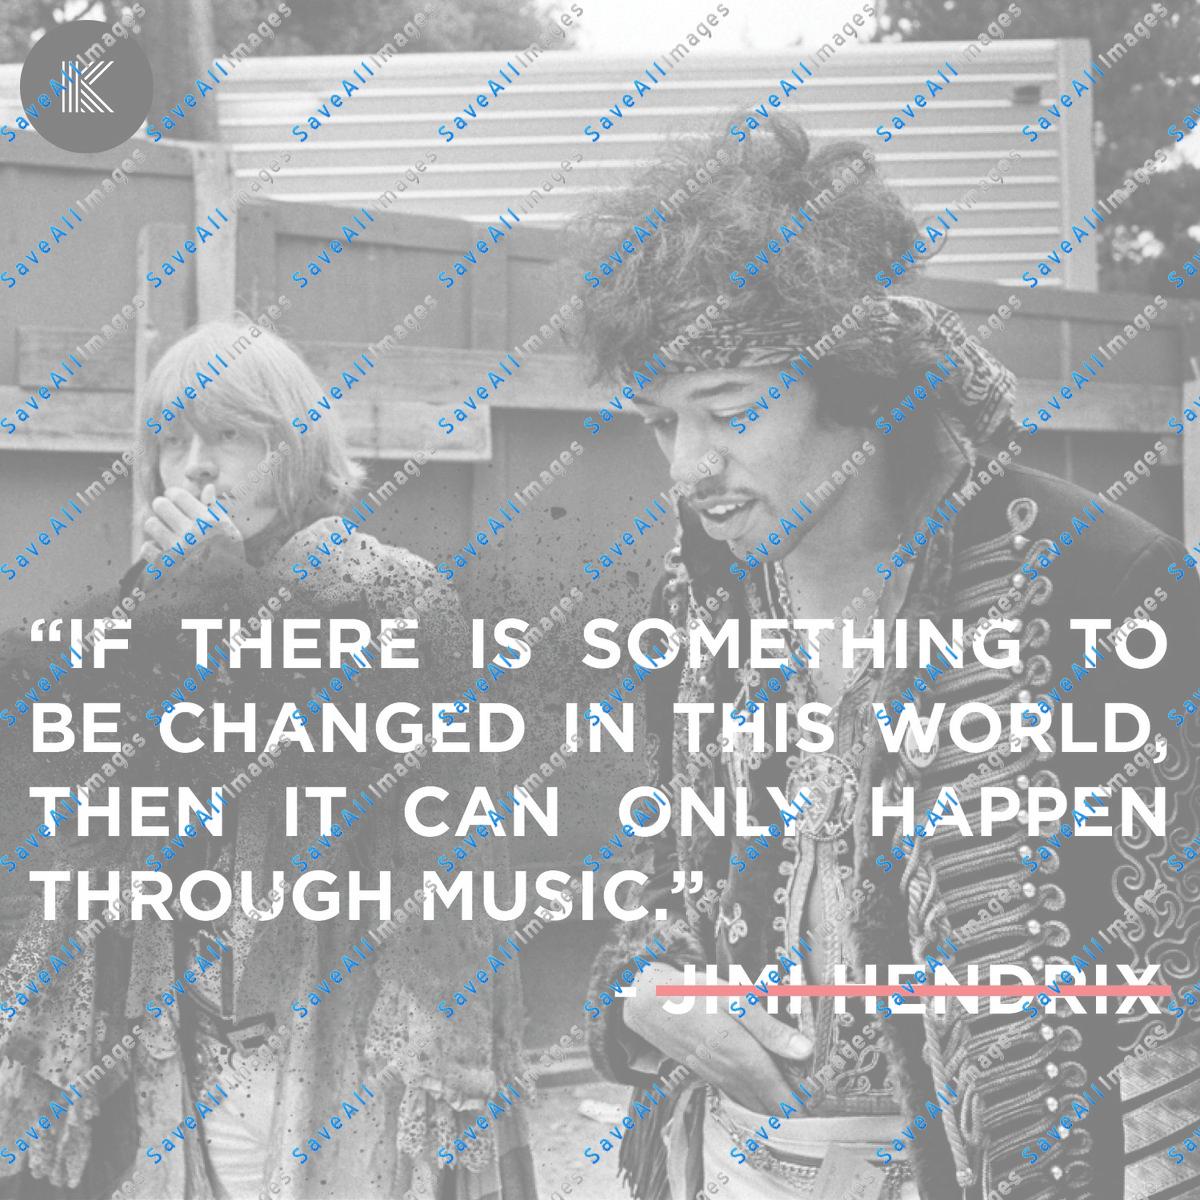 K
“IF THERE IS SOMETHING TO
BE CHANGED IN THIS WORLD,
THEN IT CAN ONLY HAPPEN
THROUGH MUSIC.”
- JIMI HENDRIX
SaveAllImages